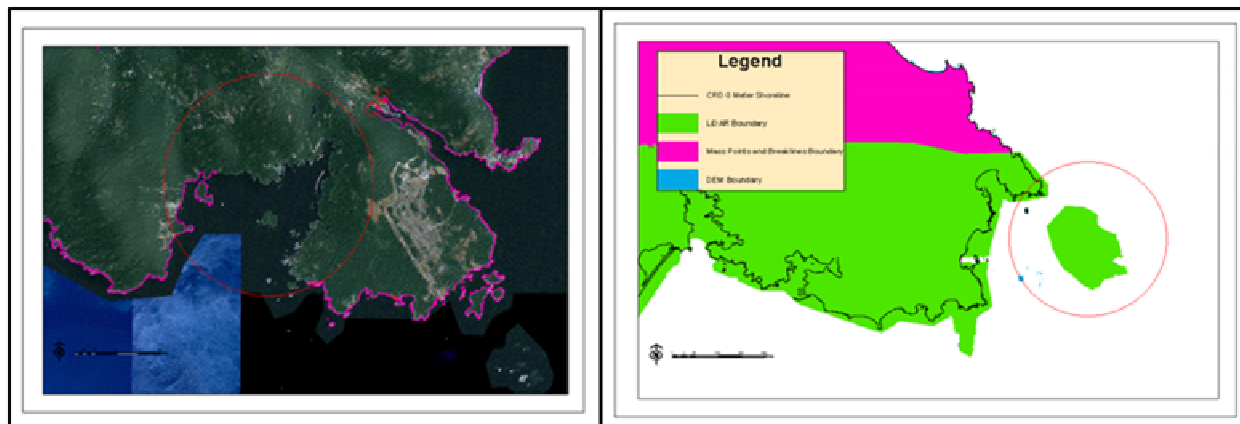 Legend
CRD 0 Meter Shoreline
LiDAR Boundary
Mass Points and Breaklines Boundary
DEM Boundary